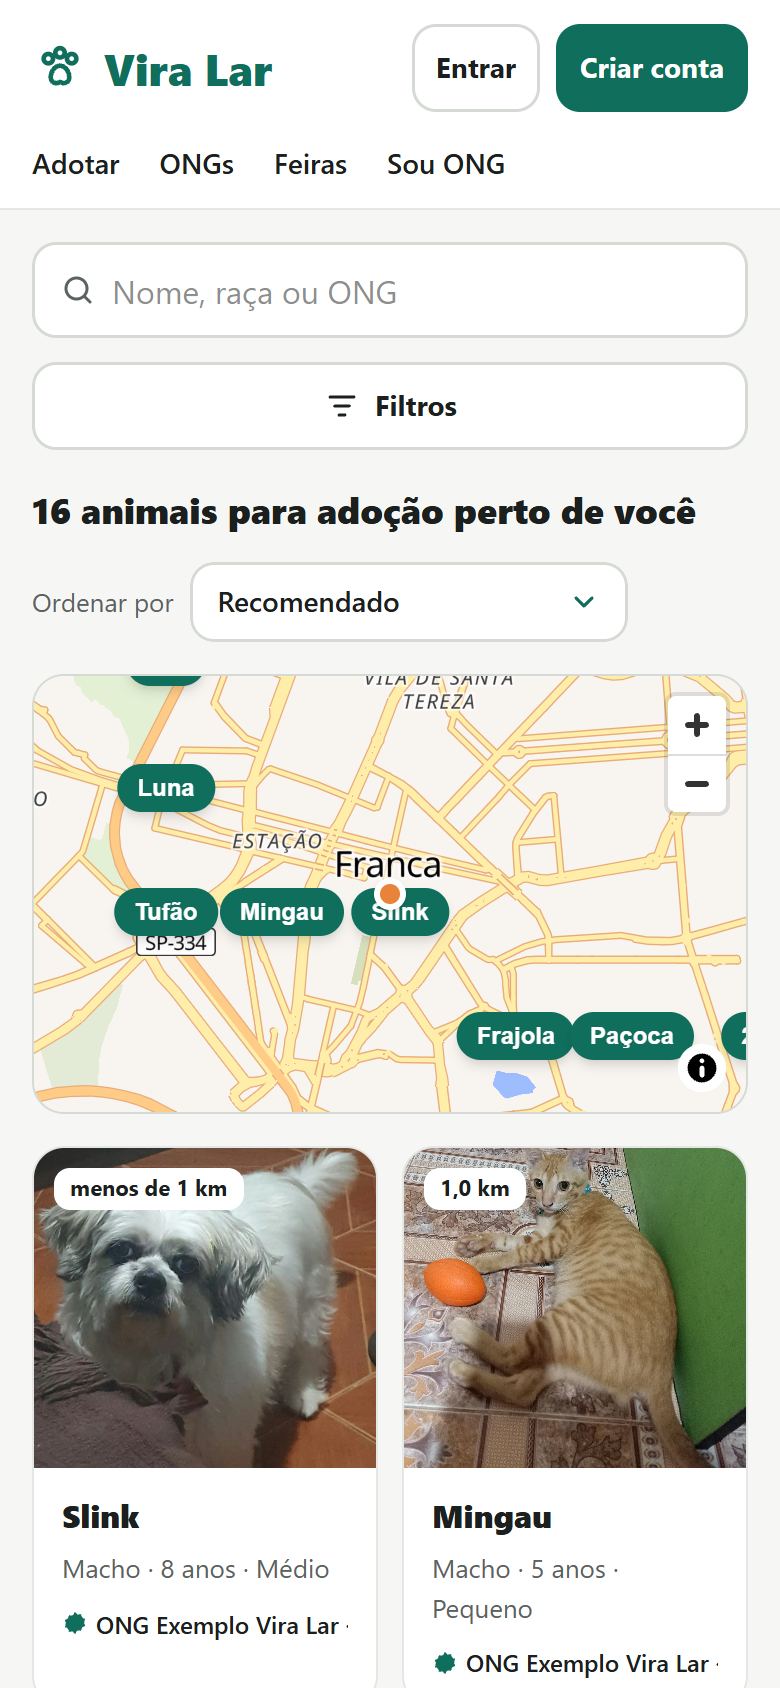 Vira Lar
Entrar
Criar conta
Adotar
ONGs
Feiras
Sou ONG
Nome, raça ou ONG
Filtros
16 animais para adoção perto de você
Ordenar por
Recomendado
VILA DE SANTA
TEREZA
Luna
O
ESTAÇÃO
Franca
Tufão
Mingau
Slink
SP-334
Frajola
Paçoca
menos de 1 km
1,0 km
Slink
Macho · 8 anos · Médio
ONG Exemplo Vira Lar ·
Mingau
Macho · 5 anos ·
Pequeno
ONG Exemplo Vira Lar ·